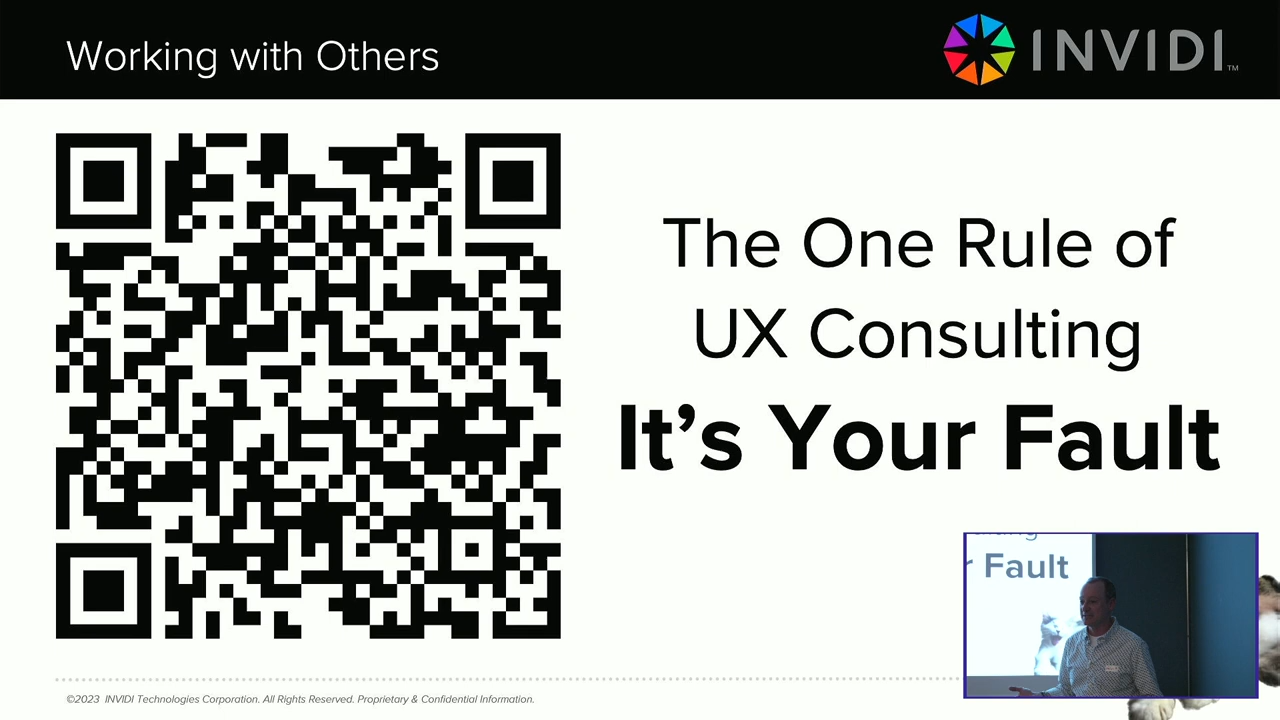 Working with Others
INVIDI™
The One Rule of
UX Consulting
It's Your Fault
r Fault
©2023 INVIDI Technologies Corporation. All Rights Reserved. Proprietary & Confidential Information.